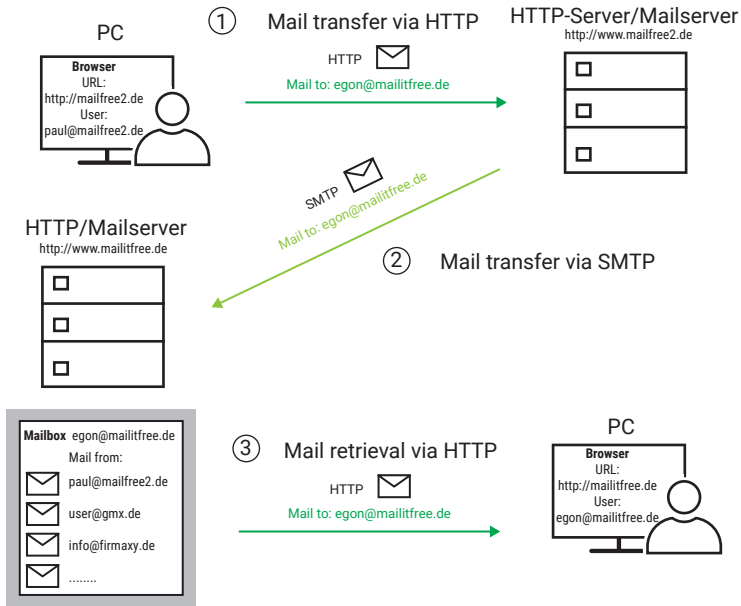 PC
Browser
URL:
http://mailfree2.de
User:
paul@mailfree2.de
1
Mail transfer via HTTP
HTTP
Mail to: egon@mailitfree.de
HTTP-Server/Mailserver
http://www.mailfree2.de
SMTP
Mail to: egon@mallitfree.de
2
Mail transfer via SMTP
HTTP/Mailserver
http://www.mailitfree.de
Mailbox egon@mailitfree.de
Mail from:
paul@mailfree2.de
user@gmx.de
info@firmaxy.de
........
3
Mail retrieval via HTTP
HTTP
Mail to: egon@mailitfree.de
PC
Browser
URL:
http://mailitfree.de
User:
egon@mailitfree.de